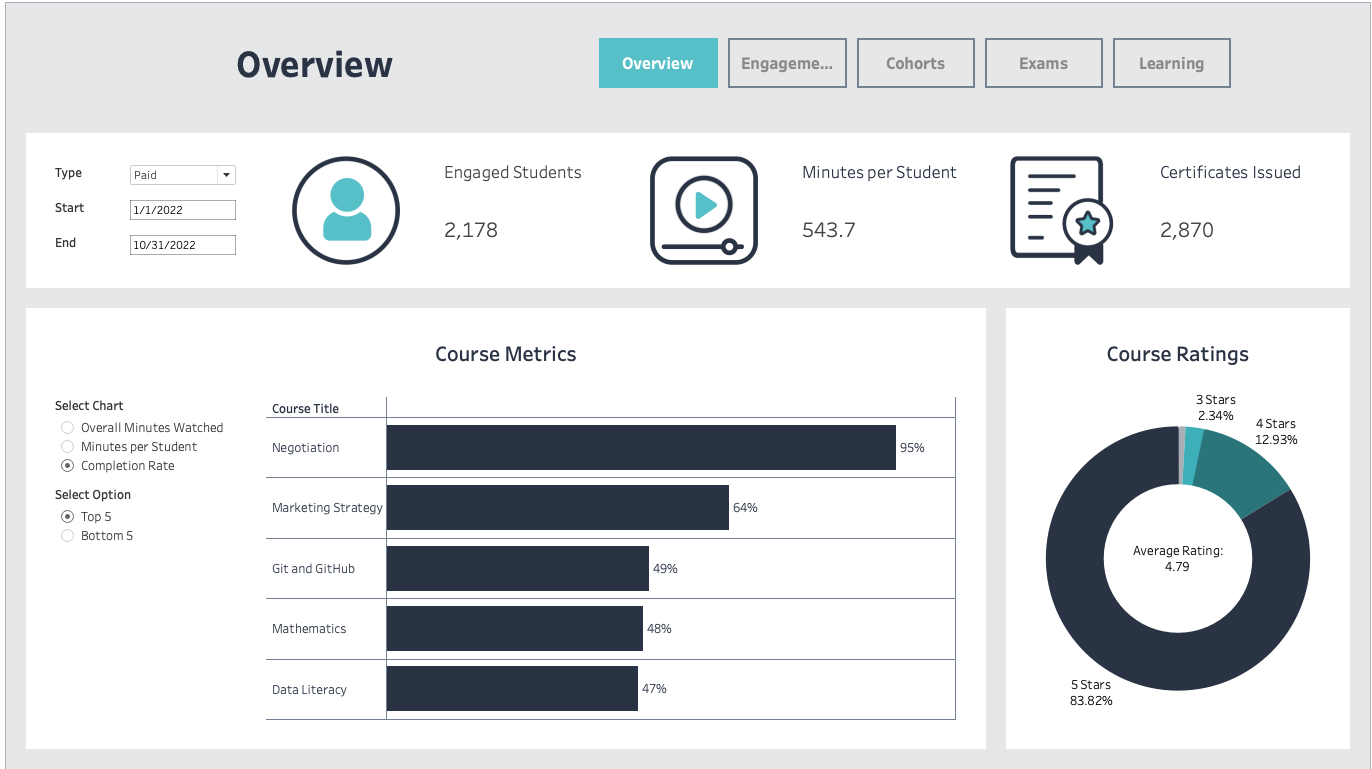 Overview
Overview
Engageme...
Cohorts
Exams
Learning
Type
Paid
Start
1/1/2022
End
10/31/2022
Engaged Students
2,178
Minutes per Student
543.7
Certificates Issued
2,870
Course Metrics
Select Chart
Overall Minutes Watched
Minutes per Student
Completion Rate
Select Option
Top 5
Bottom 5
Course Title
Negotiation
95%
Marketing Strategy
64%
Git and GitHub
49%
Mathematics
48%
Data Literacy
47%
Course Ratings
3 Stars
2.34%
4 Stars
12.93%
Average Rating:
4.79
5 Stars
83.82%